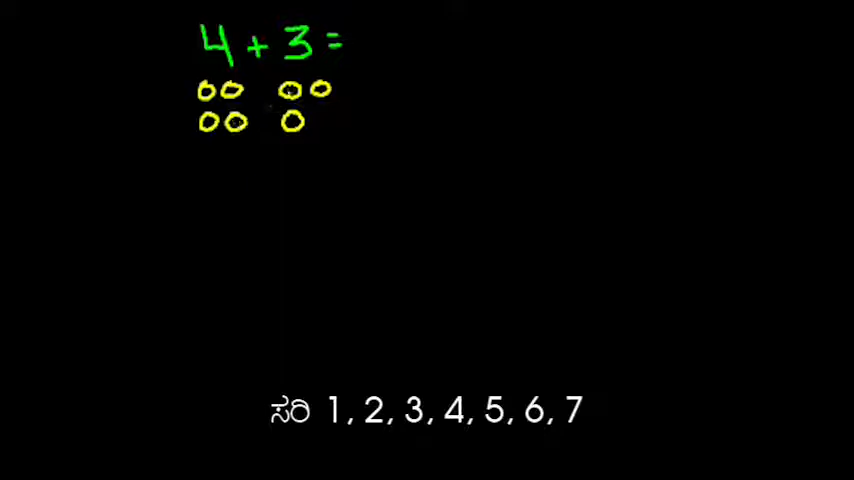 4 + 3 =
ಸರಿ 1, 2, 3, 4, 5, 6, 7